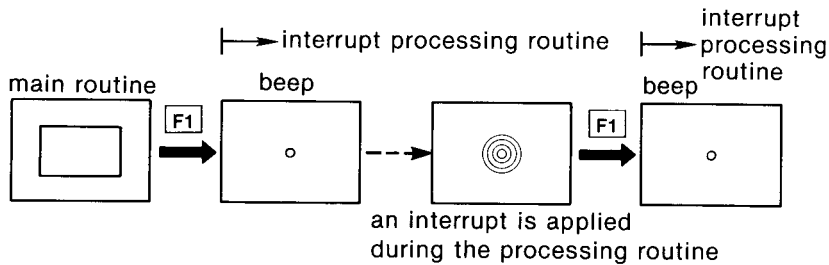 interrupt processing routine
interrupt
processing
routine
main routine
beep
beep
F1
F1
an interrupt is applied
during the processing routine